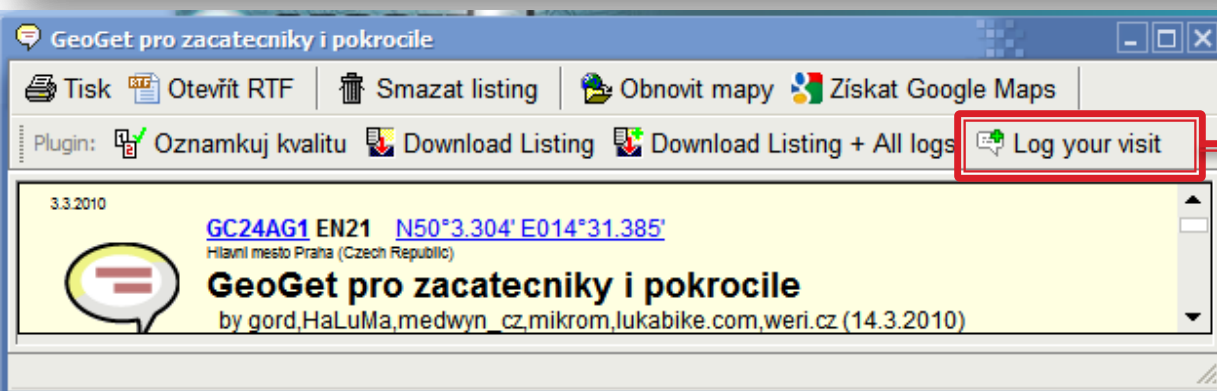 GeoGet pro zacatecniky i pokrocile
Tisk Otevřít RTF Smazat listing Obnovit mapy Získat Google Maps
Plugin: Oznamkuj kvalitu Download Listing Download Listing + All logs Log your visit
3.3.2010
GC24AG1 EN21 N50°3.304' E014°31.385'
Hlavni mesto Praha (Czech Republic)
GeoGet pro zacatecniky i pokrocile
by gord,HaLuMa,medwyn_cz,mikrom,lukabike.com,weri.cz (14.3.2010)